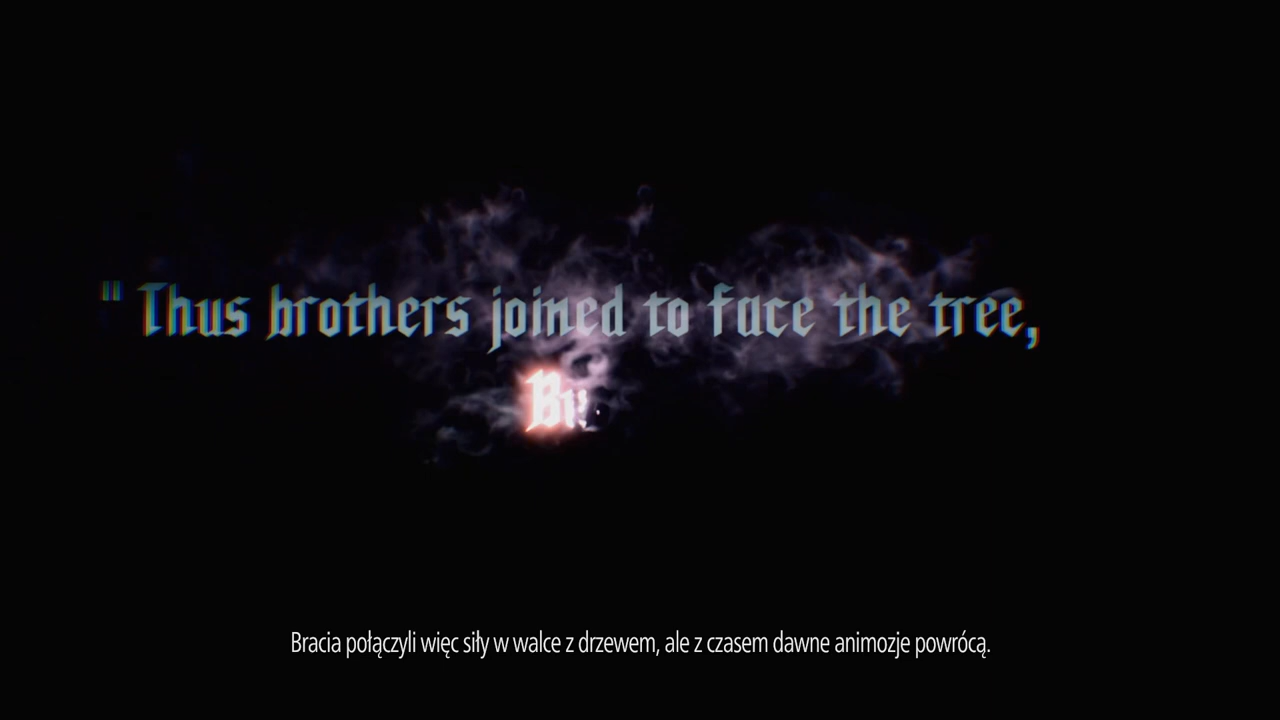 " Thus brothers joined to face the tree,
Bracia połączyli więc siły w walce z drzewem, ale z czasem dawne animozje powrócą.